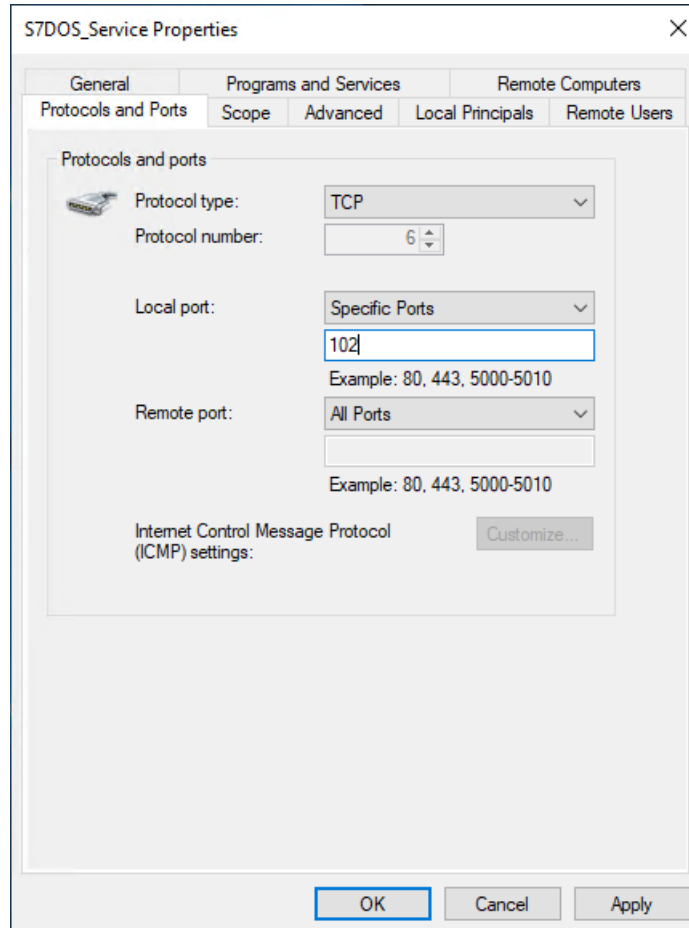 S7DOS_Service Properties
General Programs and Services Remote Computers
Protocols and Ports Scope Advanced Local Principals Remote Users
Protocols and ports
Protocol type: TCP
Protocol number: 6
Local port: Specific Ports
102
Example: 80, 443, 5000-5010
Remote port: All Ports
Example: 80, 443, 5000-5010
Internet Control Message Protocol Customize...
(ICMP) settings:
OK Cancel Apply